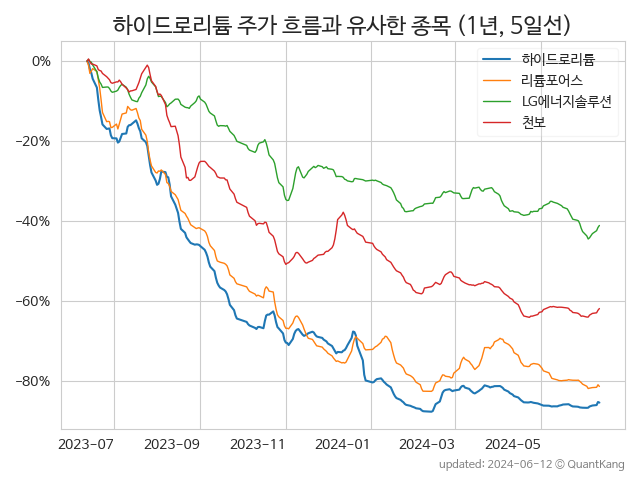 하이드로리튬 주가 흐름과 유사한 종목 (1년, 5일선)
하이드로리튬
리튬포어스
LG에너지솔루션
천보
0%
−20%
−40%
−60%
−80%
2023-07 2023-09 2023-11 2024-01 2024-03 2024-05
updated: 2024-06-12 © QuantKang